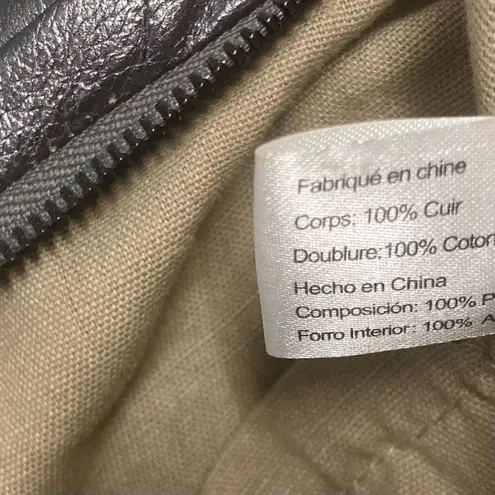 Fabriqué en chine
Corps: 100% Cuir
Doublure:100% Coton
Hecho en China
Composición: 100% P
Forro Interior: 100% A